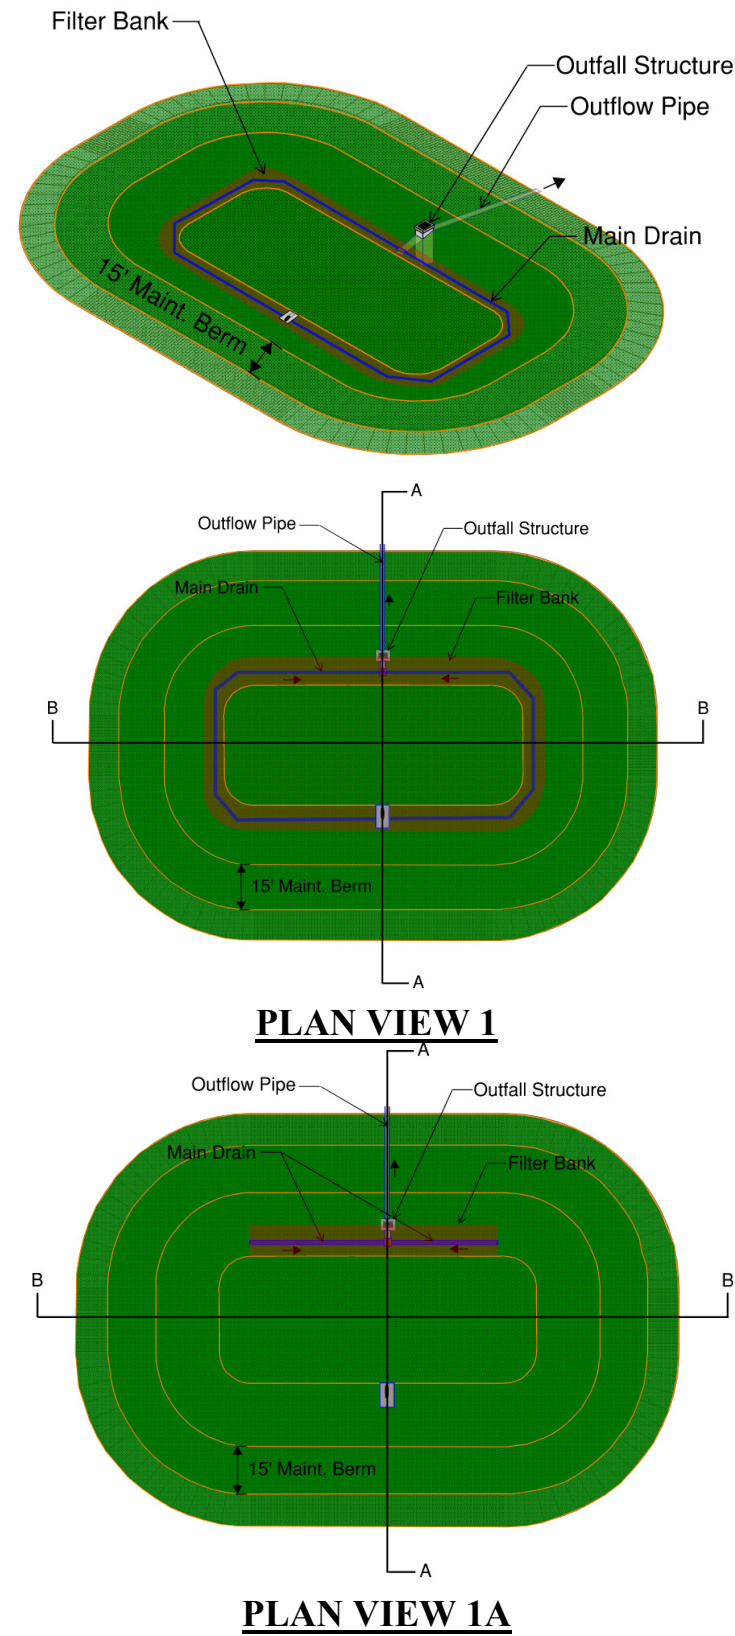 Filter Bank
Outfall Structure
Outflow Pipe
Main Drain
15' Maint. Berm
A
Outflow Pipe
Outfall Structure
Main Drain
Filter Bank
B
B
15' Maint. Berm
A
PLAN VIEW 1
A
Outflow Pipe
Outfall Structure
Main Drain
Filter Bank
B
B
15' Maint. Berm
A
PLAN VIEW 1A